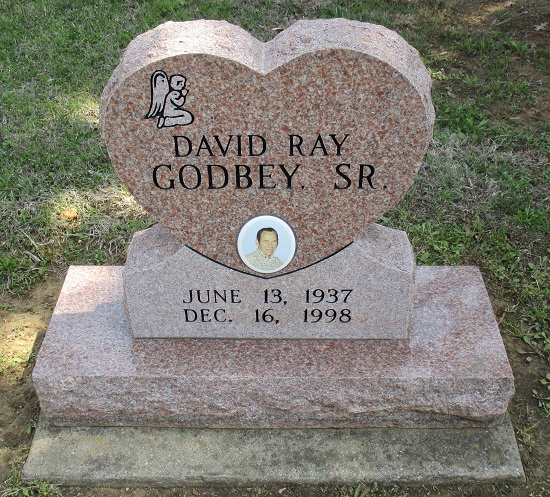 DAVID RAY
GODBEY, SR.
JUNE 13, 1937
DEC. 16, 1998